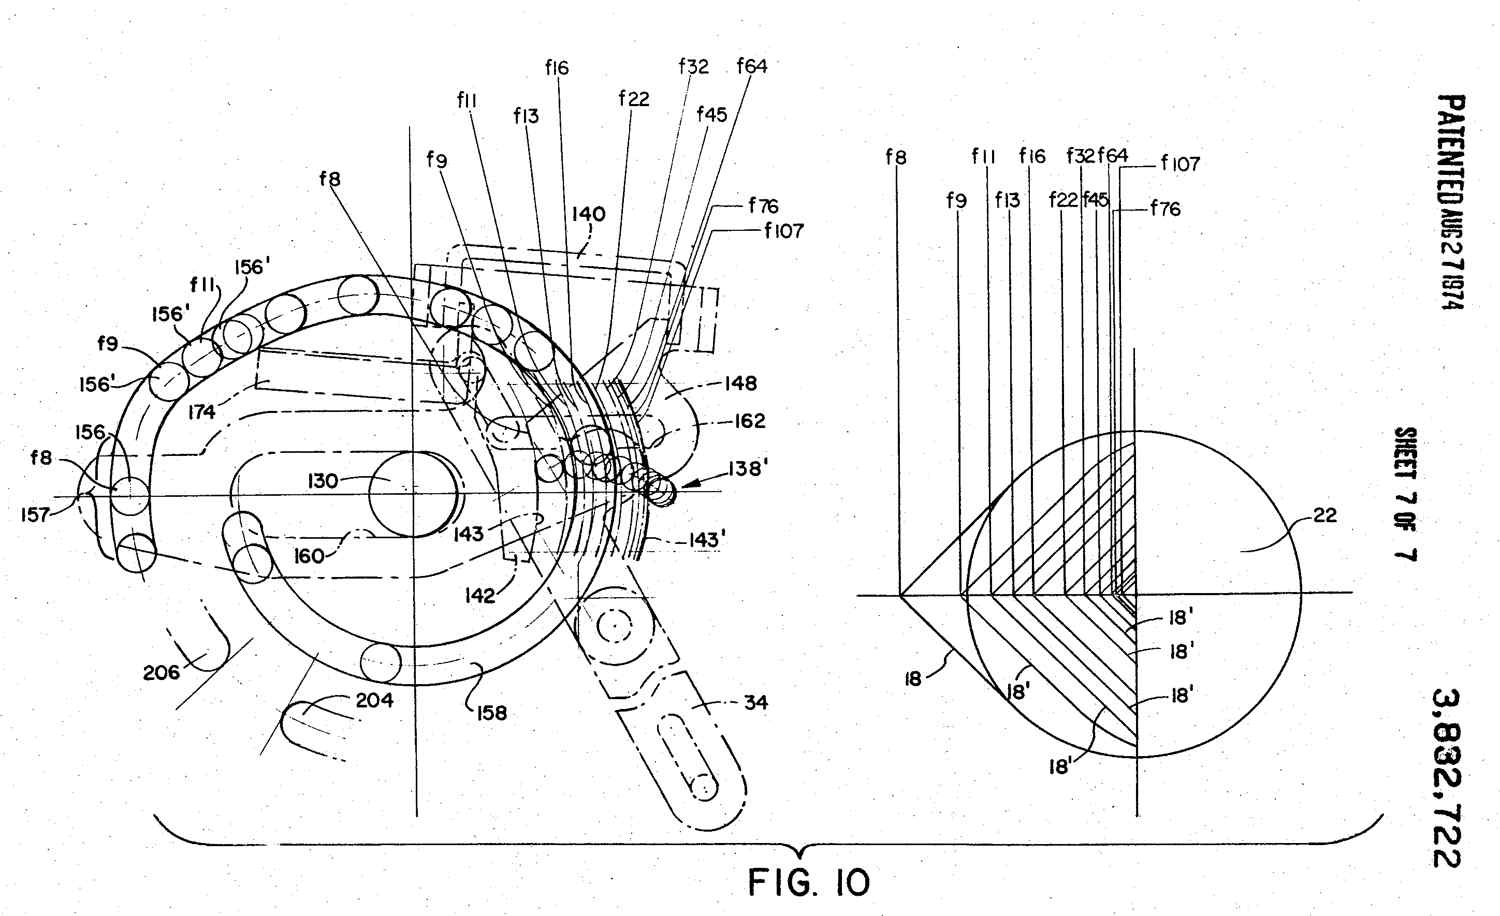 PATENTED AUG 27 1974
SHEET 7 OF 7
3,832,722
f16
f32
f64
f11
f13
f22
f45
f8
f9
f76
f107
140
f11
156'
156'
f9
156'
174
156
f8
157
130
160
143
142
148
162
138'
143'
206
204
158
34
f8
f11
f16
f32
f64
f107
f9
f13
f22
f45
f76
22
18'
18'
18'
18
18'
18'
FIG. 10